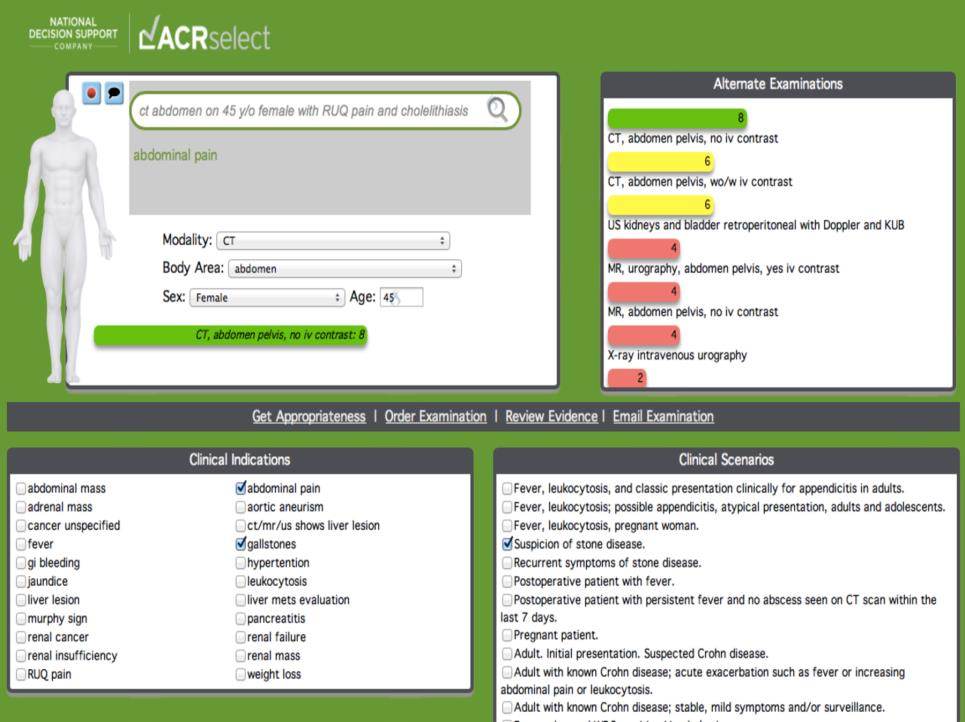 NATIONAL
DECISION SUPPORT
COMPANY
ACRselect
ct abdomen on 45 y/o female with RUQ pain and cholelithiasis
abdominal pain
Modality: CT
Body Area: abdomen
Sex: Female Age: 45
CT, abdomen pelvis, no iv contrast: 8
Alternate Examinations
8
CT, abdomen pelvis, no iv contrast
6
CT, abdomen pelvis, wo/w iv contrast
6
US kidneys and bladder retroperitoneal with Doppler and KUB
4
MR, urography, abdomen pelvis, yes iv contrast
4
MR, abdomen pelvis, no iv contrast
4
X-ray intravenous urography
2
Get Appropriateness | Order Examination | Review Evidence | Email Examination
Clinical Indications
abdominal mass abdominal pain
adrenal mass aortic aneurism
cancer unspecified ct/mr/us shows liver lesion
fever gallstones
gi bleeding hypertention
jaundice leukocytosis
liver lesion liver mets evaluation
murphy sign pancreatitis
renal cancer renal failure
renal insufficiency renal mass
RUQ pain weight loss
Clinical Scenarios
Fever, leukocytosis, and classic presentation clinically for appendicitis in adults.
Fever, leukocytosis; possible appendicitis, atypical presentation, adults and adolescents.
Fever, leukocytosis, pregnant woman.
Suspicion of stone disease.
Recurrent symptoms of stone disease.
Postoperative patient with fever.
Postoperative patient with persistent fever and no abscess seen on CT scan within the
last 7 days.
Pregnant patient.
Adult. Initial presentation. Suspected Crohn disease.
Adult with known Crohn disease; acute exacerbation such as fever or increasing
abdominal pain or leukocytosis.
Adult with known Crohn disease; stable, mild symptoms and/or surveillance.